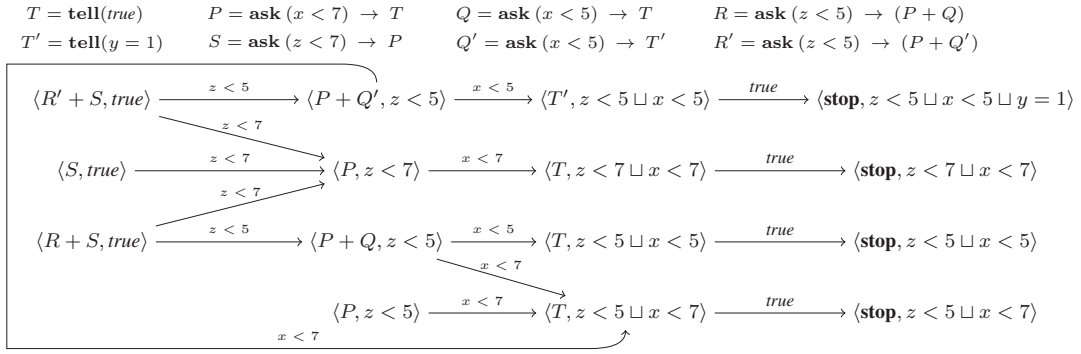 T = tell(true) P = ask (x < 7) → T Q = ask (x < 5) → T R = ask (z < 5) → (P + Q)
T′ = tell(y = 1) S = ask (z < 7) → P Q′ = ask (x < 5) → T′ R′ = ask (z < 5) → (P + Q′)
⟨R′ + S, true⟩ z < 5 ⟨P + Q′, z < 5⟩ x < 5 ⟨T′, z < 5 ⊔ x < 5⟩ true ⟨stop, z < 5 ⊔ x < 5 ⊔ y = 1⟩
z < 7
⟨S, true⟩ z < 7 ⟨P, z < 7⟩ x < 7 ⟨T, z < 7 ⊔ x < 7⟩ true ⟨stop, z < 7 ⊔ x < 7⟩
z < 7
⟨R + S, true⟩ z < 5 ⟨P + Q, z < 5⟩ x < 5 ⟨T, z < 5 ⊔ x < 5⟩ true ⟨stop, z < 5 ⊔ x < 5⟩
x < 7
⟨P, z < 5⟩ x < 7 ⟨T, z < 5 ⊔ x < 7⟩ true ⟨stop, z < 5 ⊔ x < 7⟩
x < 7